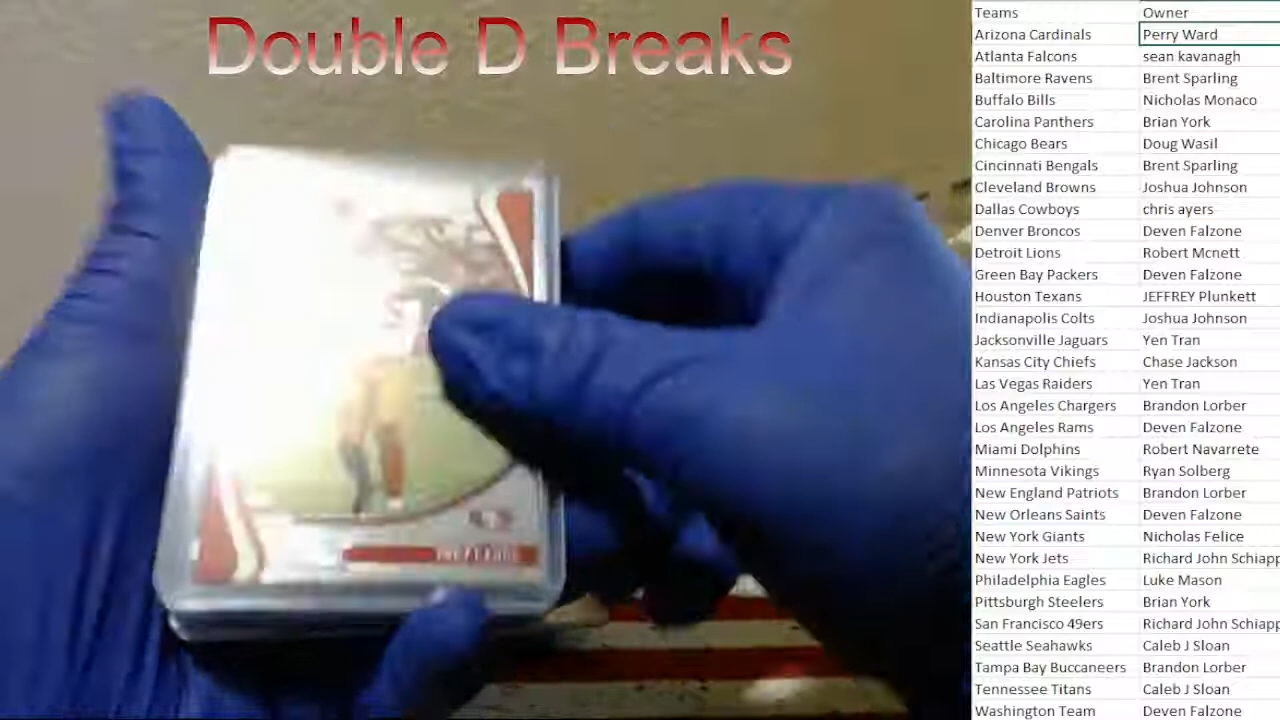 Double D Breaks
Teams Owner
Arizona Cardinals Perry Ward
Atlanta Falcons sean kavanagh
Baltimore Ravens Brent Sparling
Buffalo Bills Nicholas Monaco
Carolina Panthers Brian York
Chicago Bears Doug Wasil
Cincinnati Bengals Brent Sparling
Cleveland Browns Joshua Johnson
Dallas Cowboys chris ayers
Denver Broncos Deven Falzone
Detroit Lions Robert Mcnett
Green Bay Packers Deven Falzone
Houston Texans JEFFREY Plunkett
Indianapolis Colts Joshua Johnson
Jacksonville Jaguars Yen Tran
Kansas City Chiefs Chase Jackson
Las Vegas Raiders Yen Tran
Los Angeles Chargers Brandon Lorber
Los Angeles Rams Deven Falzone
Miami Dolphins Robert Navarrete
Minnesota Vikings Ryan Solberg
New England Patriots Brandon Lorber
New Orleans Saints Deven Falzone
New York Giants Nicholas Felice
New York Jets Richard John Schiapp
Philadelphia Eagles Luke Mason
Pittsburgh Steelers Brian York
San Francisco 49ers Richard John Schiapp
Seattle Seahawks Caleb J Sloan
Tampa Bay Buccaneers Brandon Lorber
Tennessee Titans Caleb J Sloan
Washington Team Deven Falzone